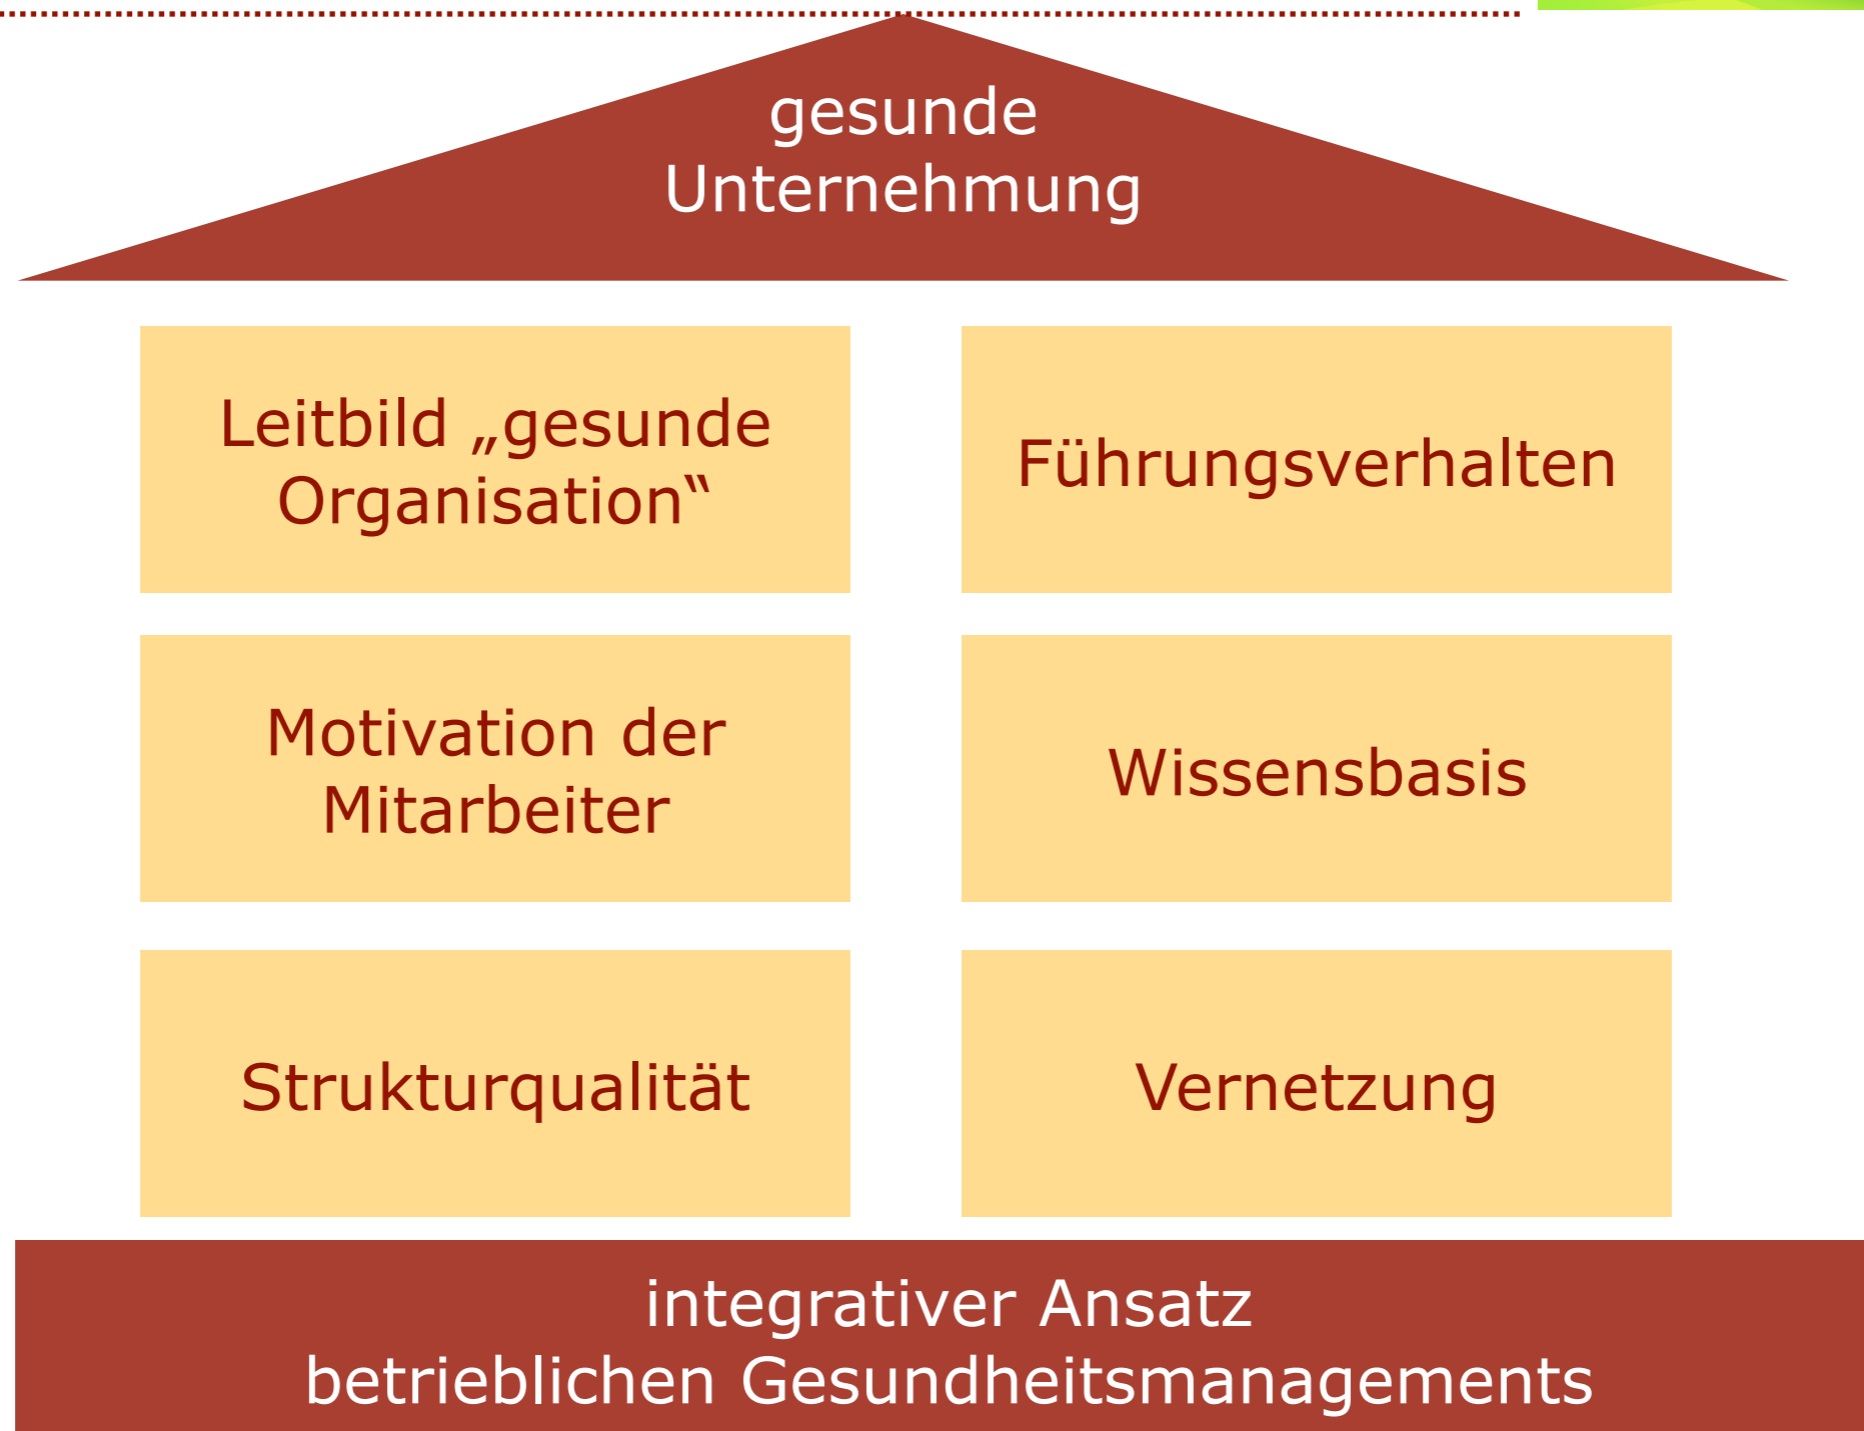 gesunde
Unternehmung
Leitbild „gesunde
Organisation“
Führungsverhalten
Motivation der
Mitarbeiter
Wissensbasis
Strukturqualität
Vernetzung
integrativer Ansatz
betrieblichen Gesundheitsmanagements